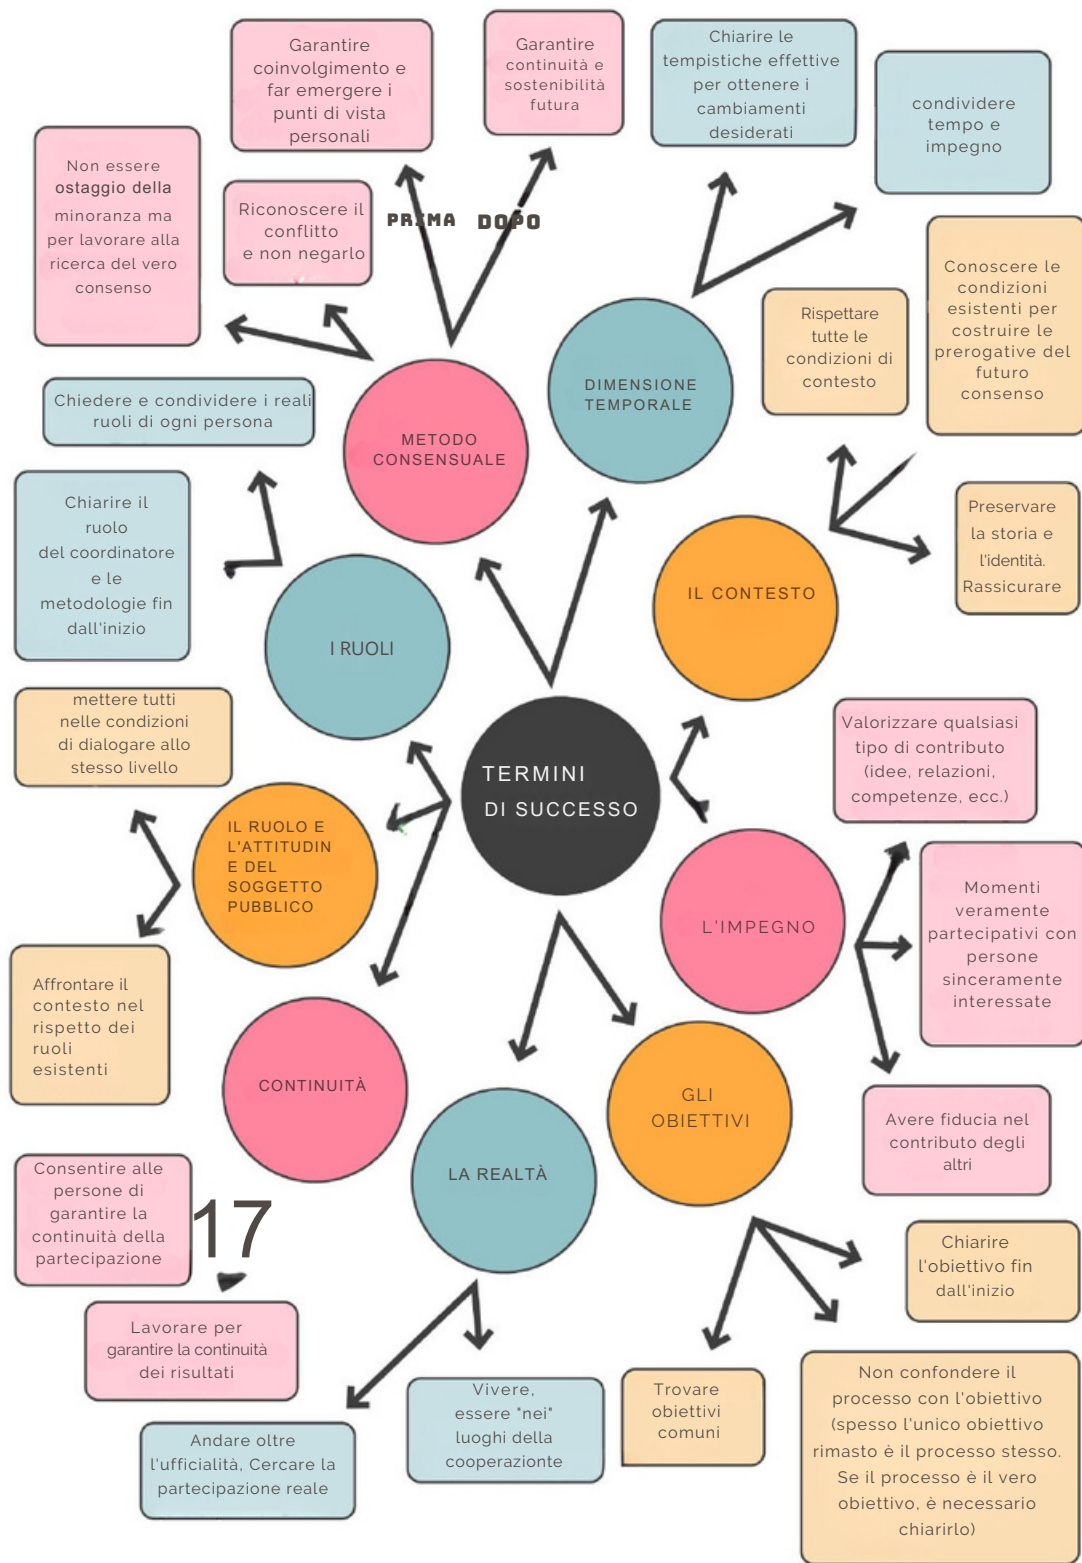 Garantire
coinvolgimento e
far emergere i
punti di vista
personali
Garantire
continuità e
sostenibilità
futura
Chiarire le
tempistiche effettive
per ottenere i
cambiamenti
desiderati
condividere
tempo e
impegno
Non essere
ostaggio della
minoranza ma
per lavorare alla
ricerca del vero
consenso
Riconoscere il
conflitto
e non negarlo
PRIMA DOPO
Conoscere le
condizioni
esistenti per
costruire le
prerogative del
futuro
consenso
Rispettare
tutte le
condizioni di
contesto
Chiedere e condividere i reali
ruoli di ogni persona
METODO
CONSENSUALE
DIMENSIONE
TEMPORALE
Chiarire il
ruolo
del coordinatore
e le
metodologie fin
dall'inizio
Preservare
la storia e
l'identità.
Rassicurare
I RUOLI
IL CONTESTO
mettere tutti
nelle condizioni
di dialogare allo
stesso livello
TERMINI
DI SUCCESSO
Valorizzare qualsiasi
tipo di contributo
(idee, relazioni,
competenze, ecc.)
IL RUOLO E
L'ATTITUDIN
E DEL
SOGGETTO
PUBBLICO
L'IMPEGNO
Momenti
veramente
partecipativi con
persone
sinceramente
interessate
Affrontare il
contesto nel
rispetto dei
ruoli
esistenti
CONTINUITÀ
LA REALTÀ
GLI
OBIETTIVI
Avere fiducia nel
contributo degli
altri
Consentire alle
persone di
garantire la
continuità della
partecipazione
17
Chiarire
l'obiettivo fin
dall'inizio
Lavorare per
garantire la continuità
dei risultati
Andare oltre
l'ufficialità, Cercare la
partecipazione reale
Vivere,
essere "nei"
luoghi della
cooperazionte
Trovare
obiettivi
comuni
Non confondere il
processo con l'obiettivo
(spesso l'unico obiettivo
rimasto è il processo stesso.
Se il processo è il vero
obiettivo, è necessario
chiarirlo)